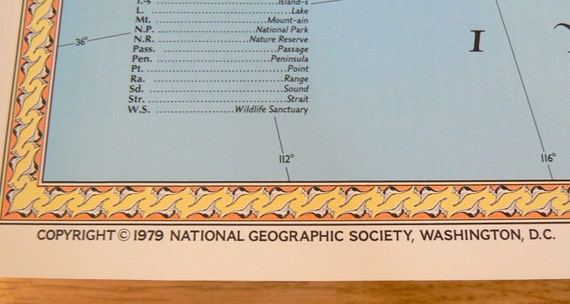 I.-s ........ Island-s
L. ........ Lake
Mt. ........ Mount-ain
N.P. ........ National Park
N.R. ........ Nature Reserve
Pass. ........ Passage
Pen. ........ Peninsula
Pt. ........ Point
Ra. ........ Range
Sd. ........ Sound
Str. ........ Strait
W.S. ........ Wildlife Sanctuary
36°
I
112°
116°
COPYRIGHT © 1979 NATIONAL GEOGRAPHIC SOCIETY, WASHINGTON, D.C.